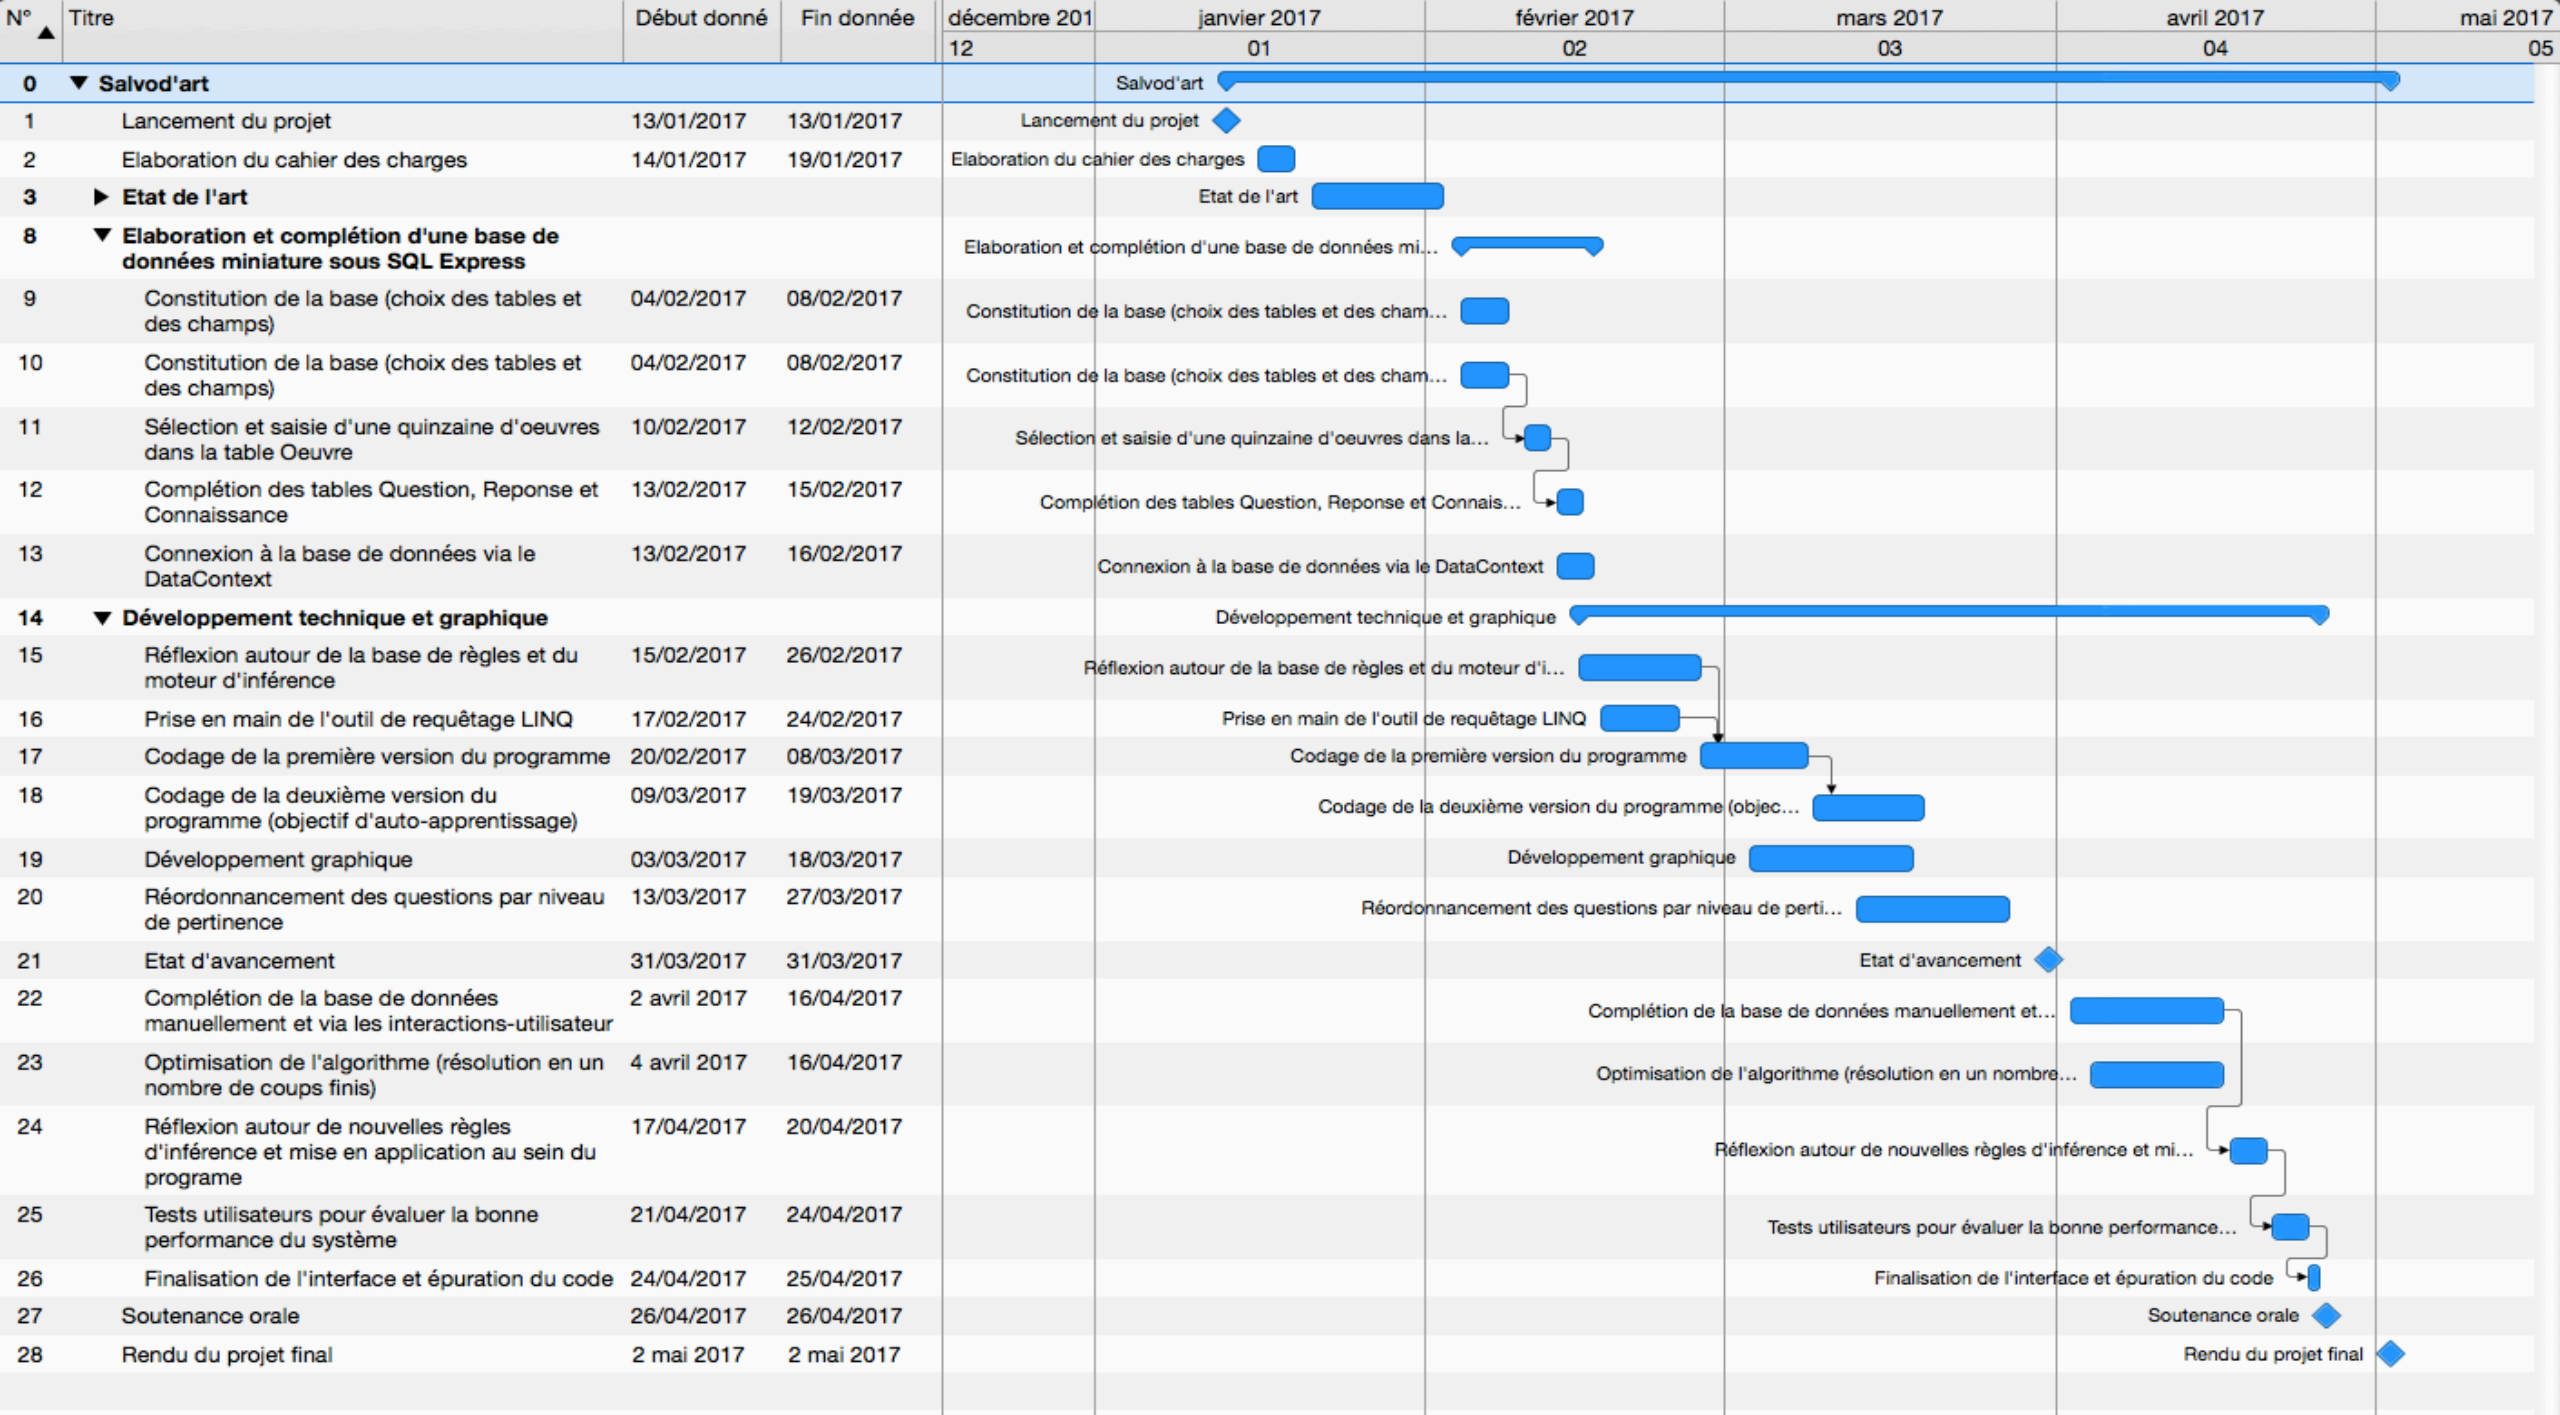 N° Titre Début donné Fin donnée décembre 201 janvier 2017 février 2017 mars 2017 avril 2017 mai 2017
12 01 02 03 04 05
0 Salvod'art Salvod'art
1 Lancement du projet 13/01/2017 13/01/2017 Lancement du projet
2 Elaboration du cahier des charges 14/01/2017 19/01/2017 Elaboration du cahier des charges
3 Etat de l'art Etat de l'art
8 Elaboration et complétion d'une base de
données miniature sous SQL Express
Elaboration et complétion d'une base de données mi...
9 Constitution de la base (choix des tables et 04/02/2017 08/02/2017
des champs)
Constitution de la base (choix des tables et des cham...
10 Constitution de la base (choix des tables et 04/02/2017 08/02/2017
des champs)
Constitution de la base (choix des tables et des cham...
11 Sélection et saisie d'une quinzaine d'oeuvres 10/02/2017 12/02/2017
dans la table Oeuvre
Sélection et saisie d'une quinzaine d'oeuvres dans la...
12 Complétion des tables Question, Reponse et 13/02/2017 15/02/2017
Connaissance
Complétion des tables Question, Reponse et Connais...
13 Connexion à la base de données via le 13/02/2017 16/02/2017
DataContext
Connexion à la base de données via le DataContext
14 Développement technique et graphique Développement technique et graphique
15 Réflexion autour de la base de règles et du 15/02/2017 26/02/2017
moteur d'inférence
Réflexion autour de la base de règles et du moteur d'i...
16 Prise en main de l'outil de requêtage LINQ 17/02/2017 24/02/2017 Prise en main de l'outil de requêtage LINQ
17 Codage de la première version du programme 20/02/2017 08/03/2017 Codage de la première version du programme
18 Codage de la deuxième version du 09/03/2017 19/03/2017
programme (objectif d'auto-apprentissage)
Codage de la deuxième version du programme (objec...
19 Développement graphique 03/03/2017 18/03/2017 Développement graphique
20 Réordonnancement des questions par niveau 13/03/2017 27/03/2017
de pertinence
Réordonnancement des questions par niveau de perti...
21 Etat d'avancement 31/03/2017 31/03/2017 Etat d'avancement
22 Complétion de la base de données 2 avril 2017 16/04/2017
manuellement et via les interactions-utilisateur
Complétion de la base de données manuellement et...
23 Optimisation de l'algorithme (résolution en un 4 avril 2017 16/04/2017
nombre de coups finis)
Optimisation de l'algorithme (résolution en un nombre...
24 Réflexion autour de nouvelles règles 17/04/2017 20/04/2017
d'inférence et mise en application au sein du
programe
Réflexion autour de nouvelles règles d'inférence et mi...
25 Tests utilisateurs pour évaluer la bonne 21/04/2017 24/04/2017
performance du système
Tests utilisateurs pour évaluer la bonne performance...
26 Finalisation de l'interface et épuration du code 24/04/2017 25/04/2017 Finalisation de l'interface et épuration du code
27 Soutenance orale 26/04/2017 26/04/2017 Soutenance orale
28 Rendu du projet final 2 mai 2017 2 mai 2017 Rendu du projet final